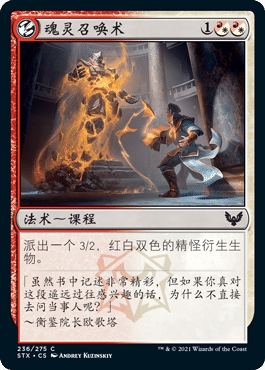 魂灵召唤术 1
法术～课程
派出一个 3/2，红白双色的精怪衍生生
物。
「虽然书中记述非常精彩，但如果你真对
这段遥远过往感兴趣的话，为什么不直接
去问当事人呢？」
～衡鉴院长欧歌塔
236/275 C
STX • CS Andrey Kuzinskiy
™ & © 2021 Wizards of the Coast